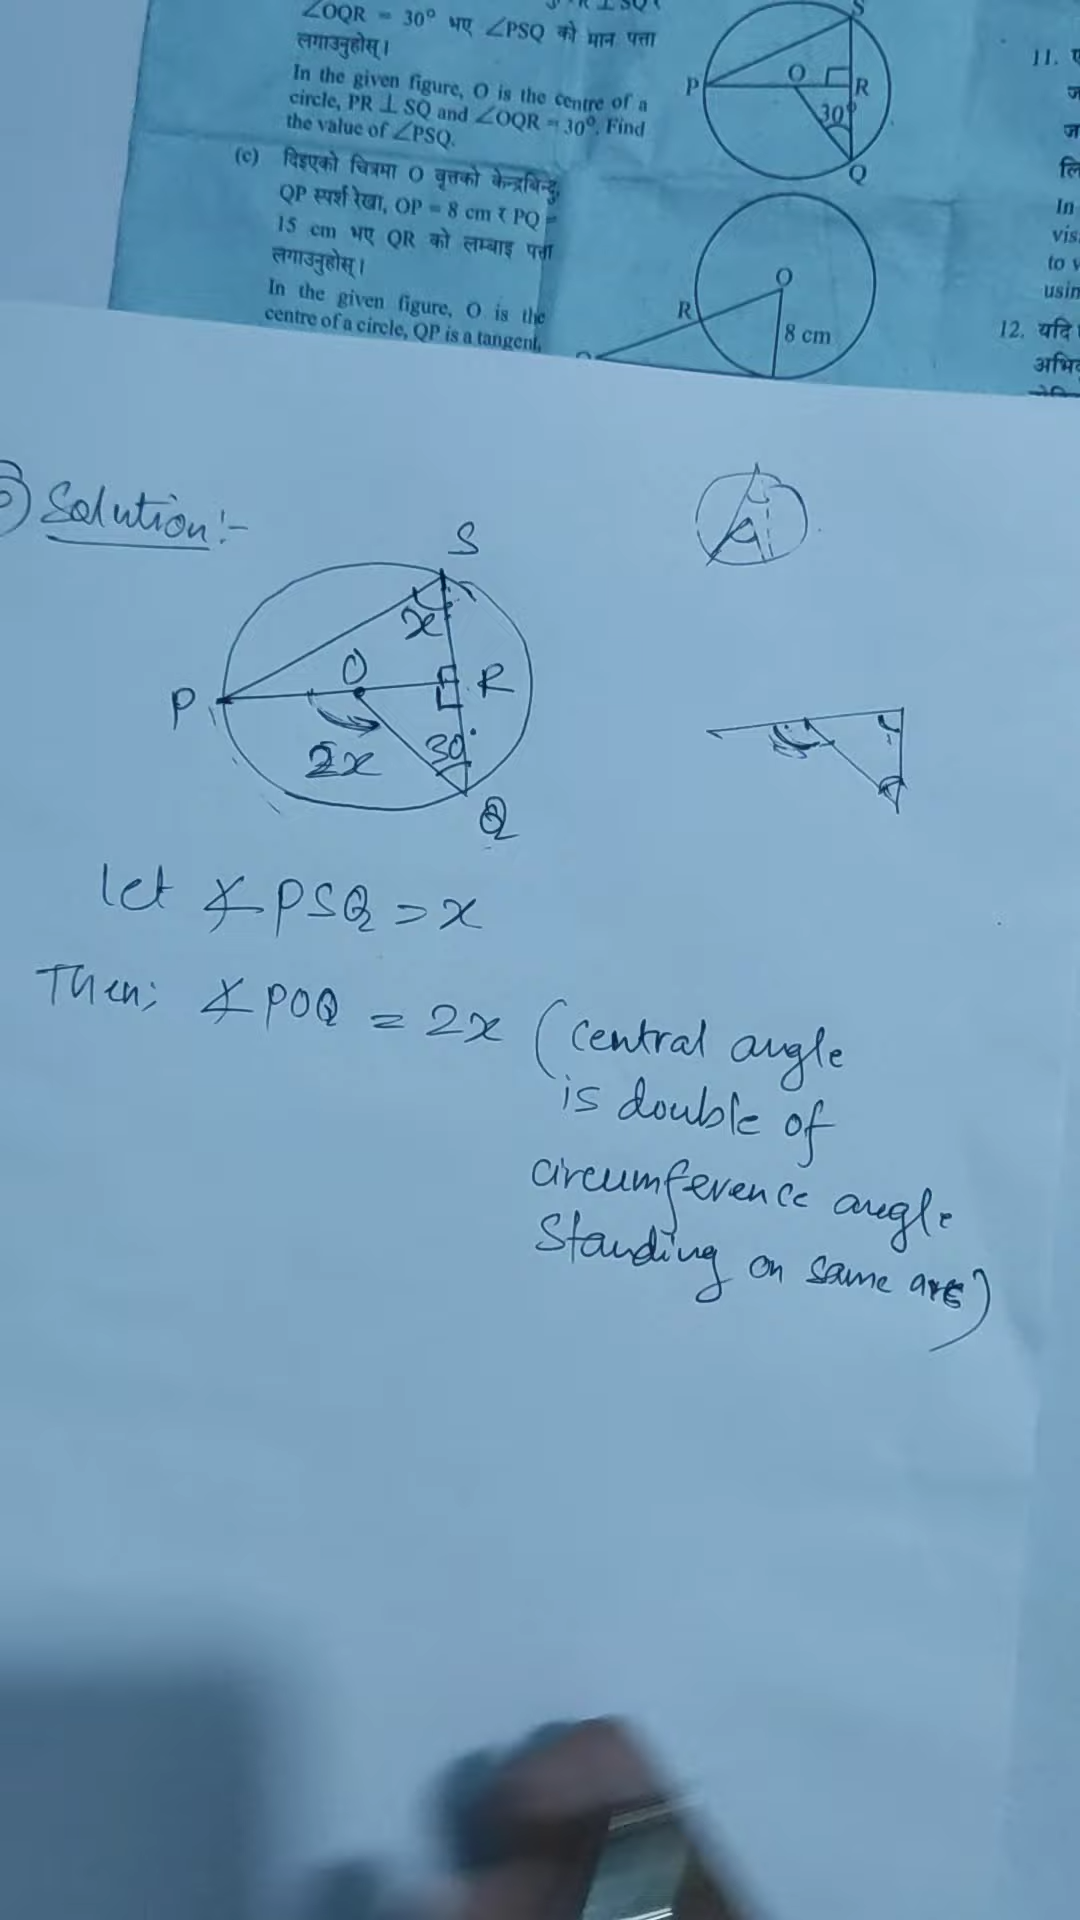 ∠OQR = 30° भए ∠PSQ को मान पत्ता
लगाउनुहोस् ।
In the given figure, O is the centre of a
circle, PR ⊥ SQ and ∠OQR = 30°. Find
the value of ∠PSQ.
(c) दिइएको चित्रमा O वृत्तको केन्द्रबिन्दु,
QP स्पर्श रेखा, OP = 8 cm र PQ =
15 cm भए QR को लम्बाइ पत्ता
लगाउनुहोस् ।
In the given figure, O is the
centre of a circle, QP is a tangent,
S
P
O
R
30°
Q
O
R
8 cm
11.
In
vis
to
usin
12. यदि
Solution:-
S
x
O
P
R
2x
30°
Q
let ∡PSQ = x
Then; ∡POQ = 2x (central angle
is double of
circumference angle
standing on same arc)